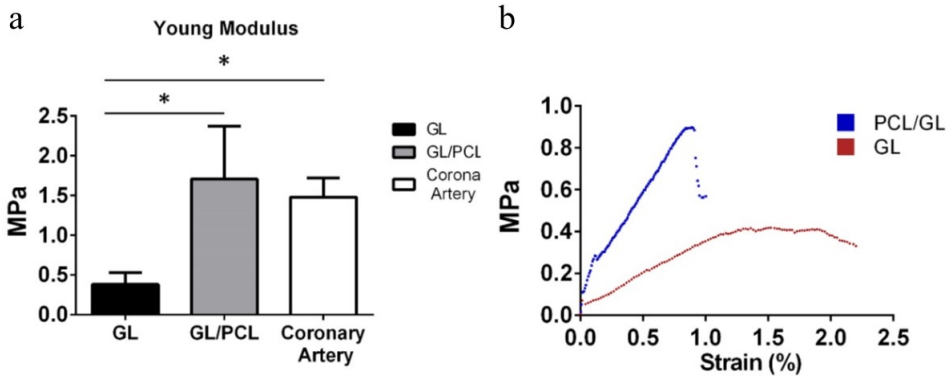 a
Young Modulus
*
*
2.5
2.0
1.5
1.0
0.5
0.0
MPa
GL
GL/PCL
Coronary
Artery
GL
GL/PCL
Corona
Artery
b
1.0
0.8
0.6
0.4
0.2
0.0
MPa
0.0 0.5 1.0 1.5 2.0 2.5
Strain (%)
PCL/GL
GL